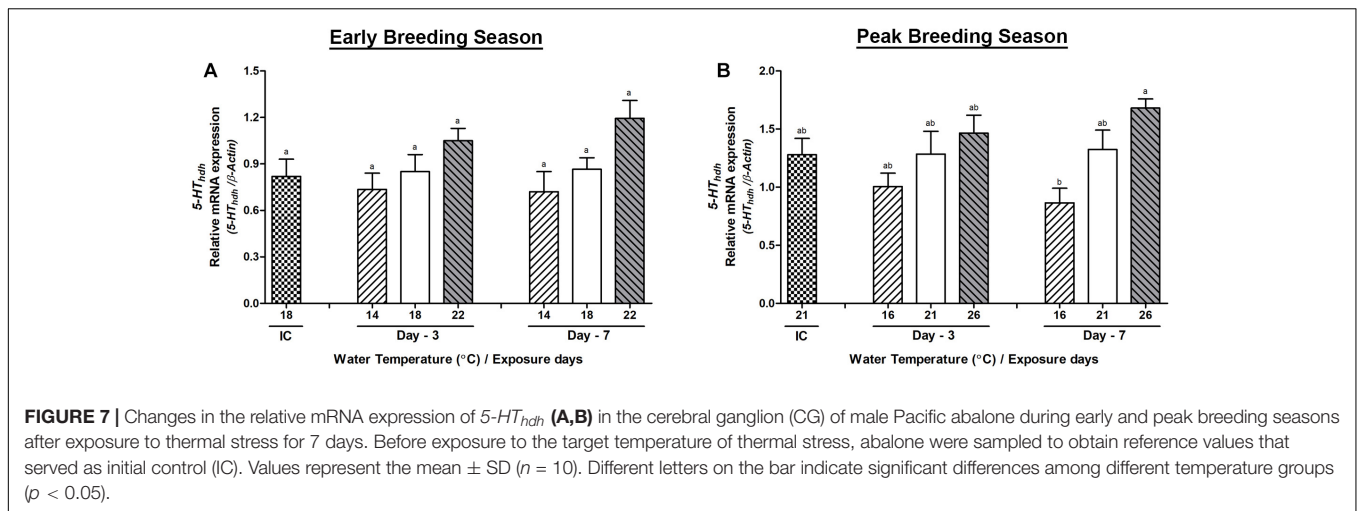 Early Breeding Season
Peak Breeding Season
A
5-HThdh
Relative mRNA expression
(5-HThdh /β-Actin)
1.5
1.2
0.9
0.6
0.3
0.0
a
a
a
a
a
a
a
18
14
18
22
14
18
22
IC
Day - 3
Day - 7
Water Temperature (°C) / Exposure days
B
5-HThdh
Relative mRNA expression
(5-HThdh /β-Actin)
2.0
1.5
1.0
0.5
0.0
ab
ab
ab
ab
b
ab
a
21
16
21
26
16
21
26
IC
Day - 3
Day - 7
Water Temperature (°C) / Exposure days
FIGURE 7 | Changes in the relative mRNA expression of 5-HThdh (A,B) in the cerebral ganglion (CG) of male Pacific abalone during early and peak breeding seasons
after exposure to thermal stress for 7 days. Before exposure to the target temperature of thermal stress, abalone were sampled to obtain reference values that
served as initial control (IC). Values represent the mean ± SD (n = 10). Different letters on the bar indicate significant differences among different temperature groups
(p < 0.05).